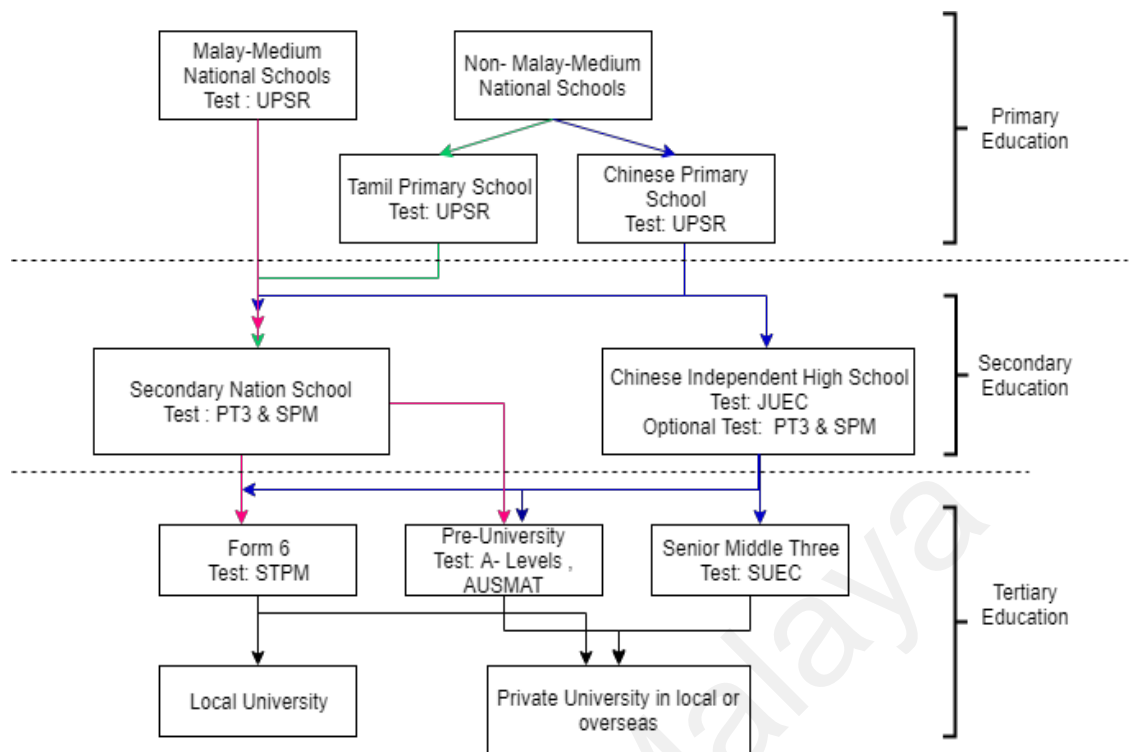 Malay-Medium
National Schools
Test : UPSR
Non- Malay-Medium
National Schools
Primary
Education
Tamil Primary School
Test: UPSR
Chinese Primary
School
Test: UPSR
Secondary Nation School
Test : PT3 & SPM
Chinese Independent High School
Test: JUEC
Optional Test: PT3 & SPM
Secondary
Education
Form 6
Test: STPM
Pre-University
Test: A- Levels ,
AUSMAT
Senior Middle Three
Test: SUEC
Tertiary
Education
Local University
Private University in local or
overseas
Malaya